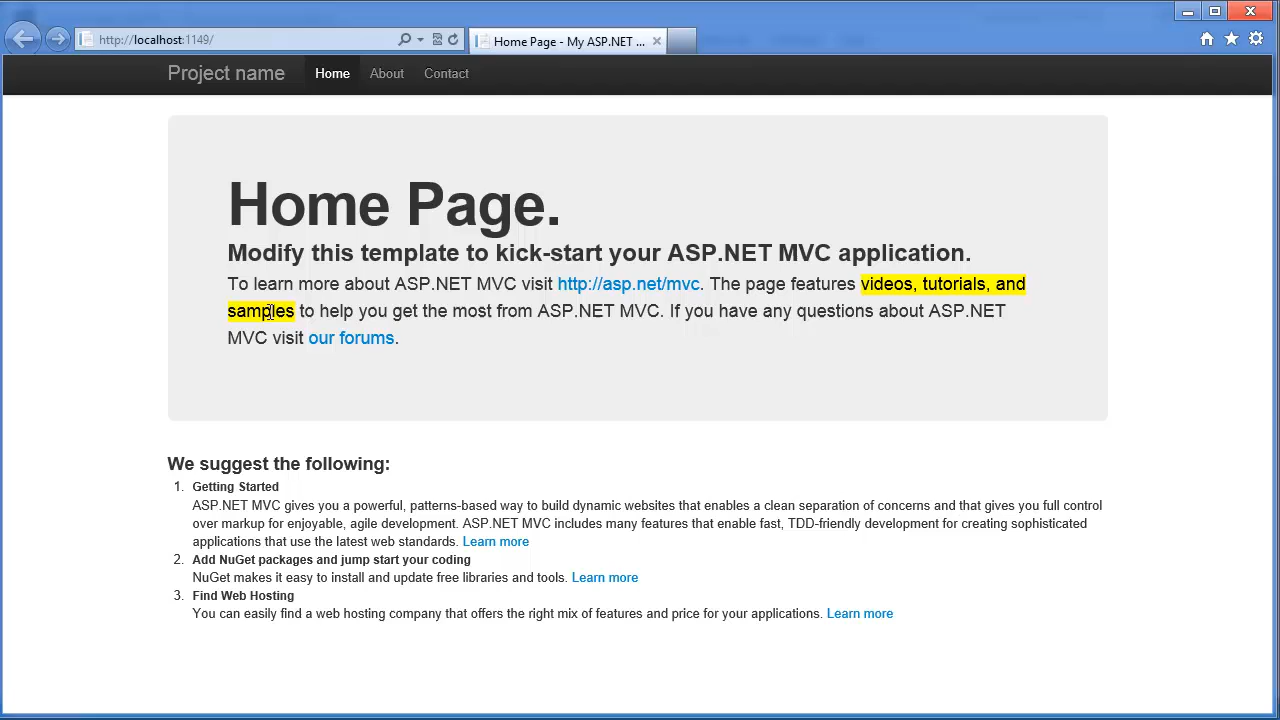 http://localhost:1149/
Home Page - My ASP.NET ...
Project name Home About Contact
Home Page.
Modify this template to kick-start your ASP.NET MVC application.
To learn more about ASP.NET MVC visit http://asp.net/mvc. The page features videos, tutorials, and
samples to help you get the most from ASP.NET MVC. If you have any questions about ASP.NET
MVC visit our forums.
We suggest the following:
1. Getting Started
ASP.NET MVC gives you a powerful, patterns-based way to build dynamic websites that enables a clean separation of concerns and that gives you full control
over markup for enjoyable, agile development. ASP.NET MVC includes many features that enable fast, TDD-friendly development for creating sophisticated
applications that use the latest web standards. Learn more
2. Add NuGet packages and jump start your coding
NuGet makes it easy to install and update free libraries and tools. Learn more
3. Find Web Hosting
You can easily find a web hosting company that offers the right mix of features and price for your applications. Learn more